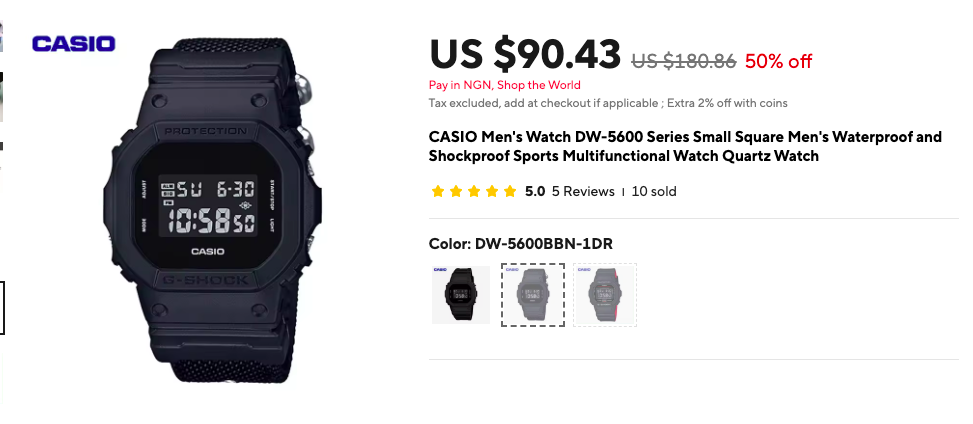 CASIO
PROTECTION
ADJUST
START/STOP
SU 6-30
PM
10:58 50
MODE
LIGHT
CASIO
G-SHOCK
US $90.43 US $180.86 50% off
Pay in NGN, Shop the World
Tax excluded, add at checkout if applicable ; Extra 2% off with coins
CASIO Men's Watch DW-5600 Series Small Square Men's Waterproof and
Shockproof Sports Multifunctional Watch Quartz Watch
5.0 5 Reviews I 10 sold
Color: DW-5600BBN-1DR